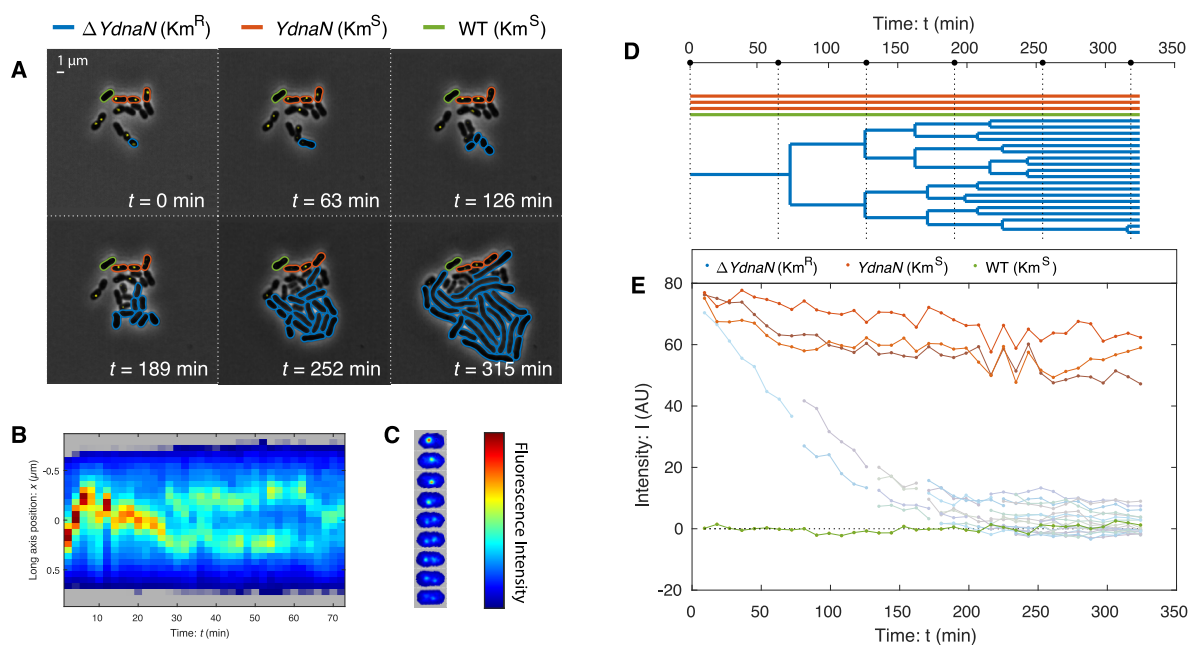 Δ YdnaN (Km^R) YdnaN (Km^S) WT (Km^S)
A
1 μm
t = 0 min
t = 63 min
t = 126 min
t = 189 min
t = 252 min
t = 315 min
B
Long axis position: x (μm)
-0.5
0
0.5
10 20 30 40 50 60 70
Time: t (min)
C
Fluorescence Intensity
D
Time: t (min)
0 50 100 150 200 250 300 350
E
Δ YdnaN (Km^R) YdnaN (Km^S) WT (Km^S)
Intensity: I (AU)
80
60
40
20
0
-20
0 50 100 150 200 250 300 350
Time: t (min)